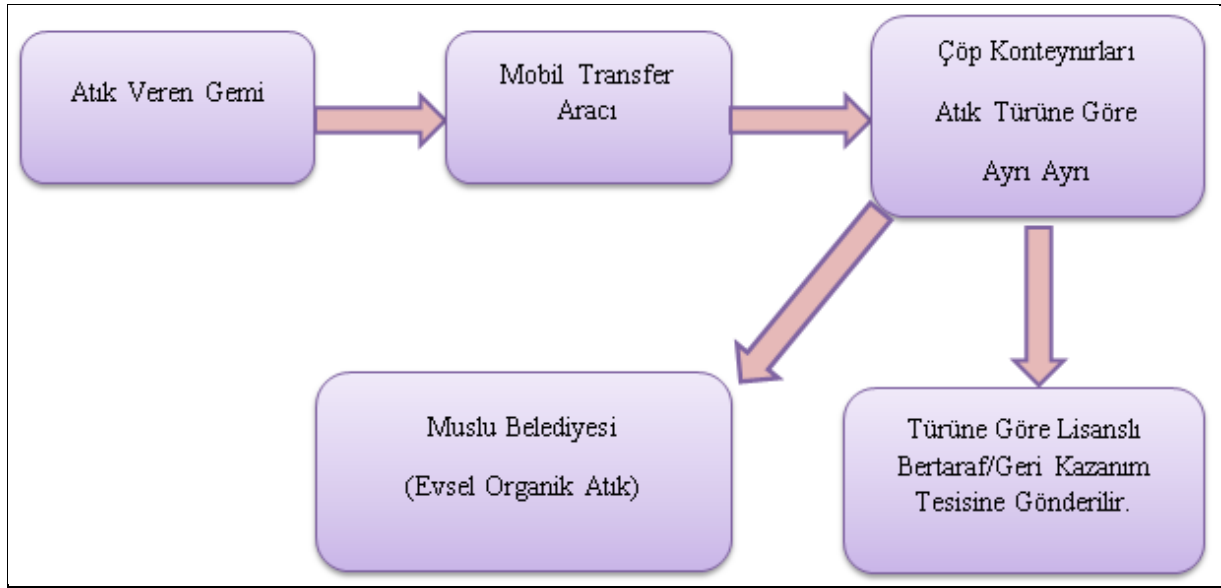 Atık Veren Gemi
Mobil Transfer
Aracı
Çöp Konteynırları
Atık Türüne Göre
Ayrı Ayrı
Muslu Belediyesi
(Evsel Organik Atık)
Türüne Göre Lisanslı
Bertaraf/Geri Kazanım
Tesisine Gönderilir.